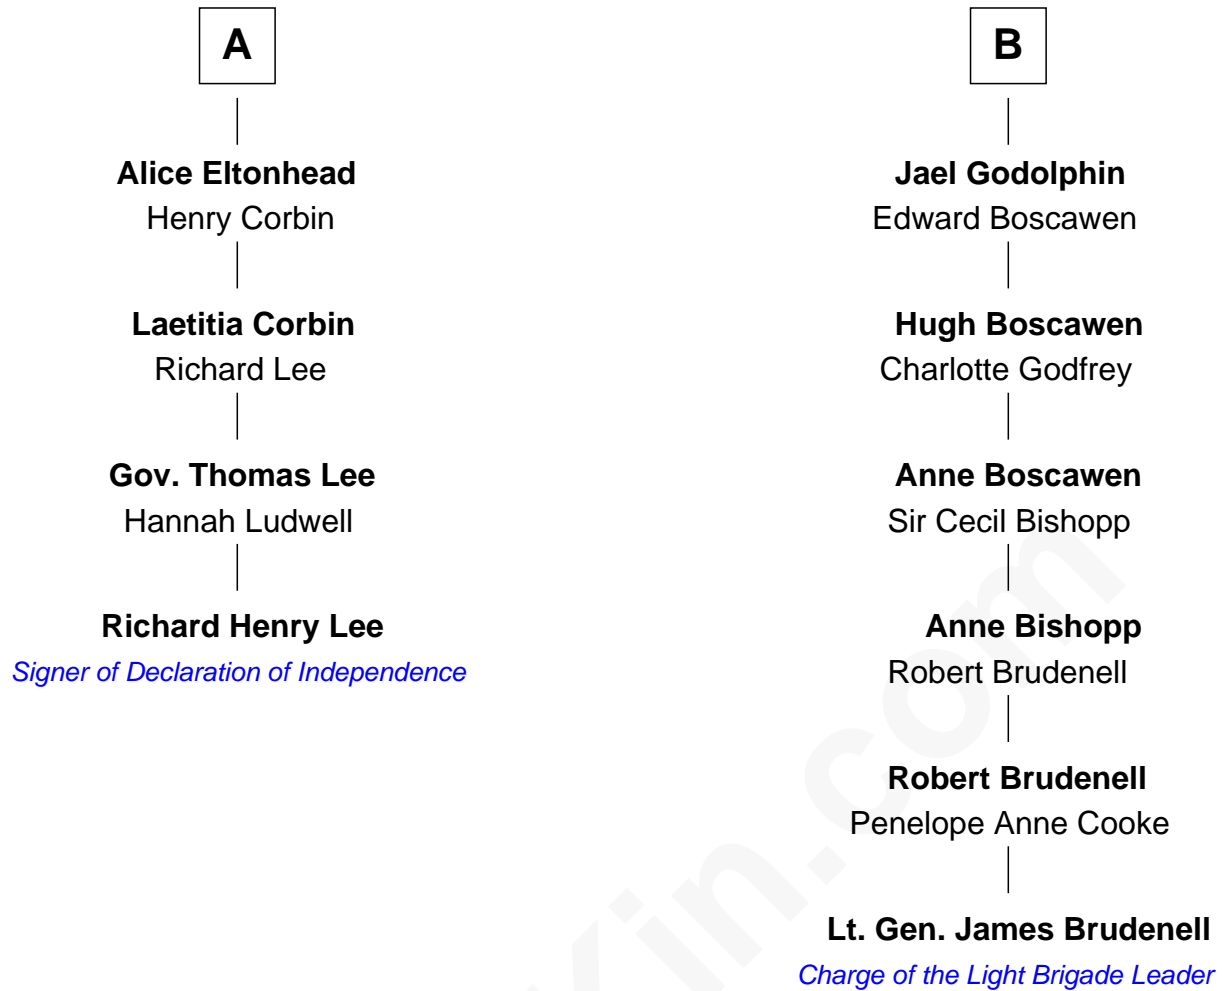 A
Alice Eltonhead
Henry Corbin
Laetitia Corbin
Richard Lee
Gov. Thomas Lee
Hannah Ludwell
Richard Henry Lee
Signer of Declaration of Independence
B
Jael Godolphin
Edward Boscawen
Hugh Boscawen
Charlotte Godfrey
Anne Boscawen
Sir Cecil Bishopp
Anne Bishopp
Robert Brudenell
Robert Brudenell
Penelope Anne Cooke
Lt. Gen. James Brudenell
Charge of the Light Brigade Leader
Kin.com